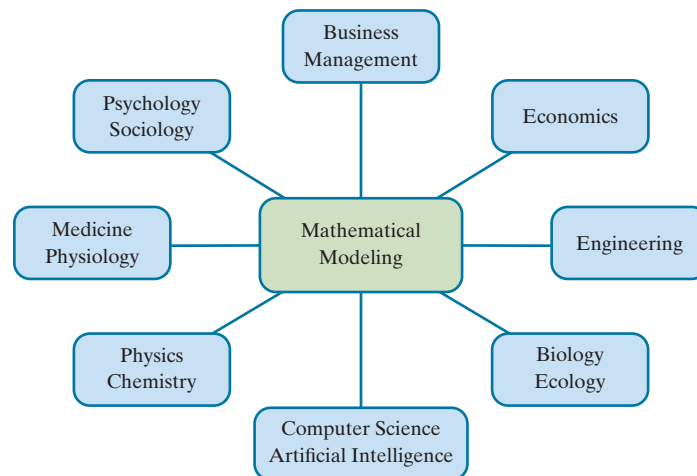 Business
Management
Psychology
Sociology
Economics
Medicine
Physiology
Mathematical
Modeling
Engineering
Physics
Chemistry
Biology
Ecology
Computer Science
Artificial Intelligence